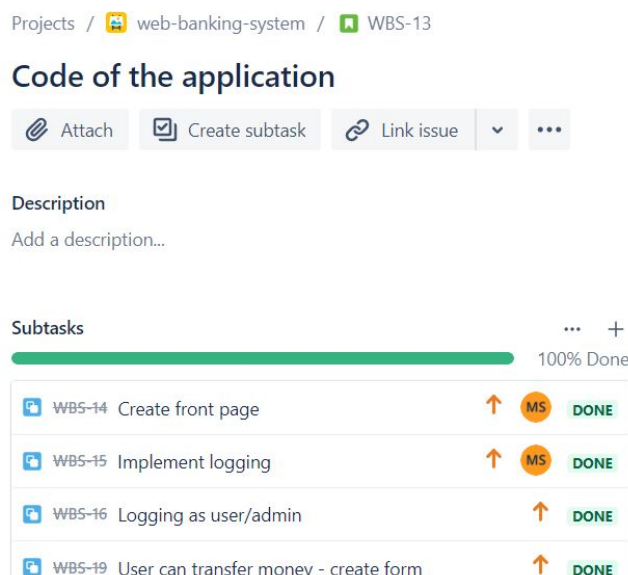 Projects / web-banking-system / WBS-13
Code of the application
Attach Create subtask Link issue
Description
Add a description...
Subtasks
100% Done
WBS-14 Create front page MS DONE
WBS-15 Implement logging MS DONE
WBS-16 Logging as user/admin DONE
WBS-19 User can transfer money - create form DONE